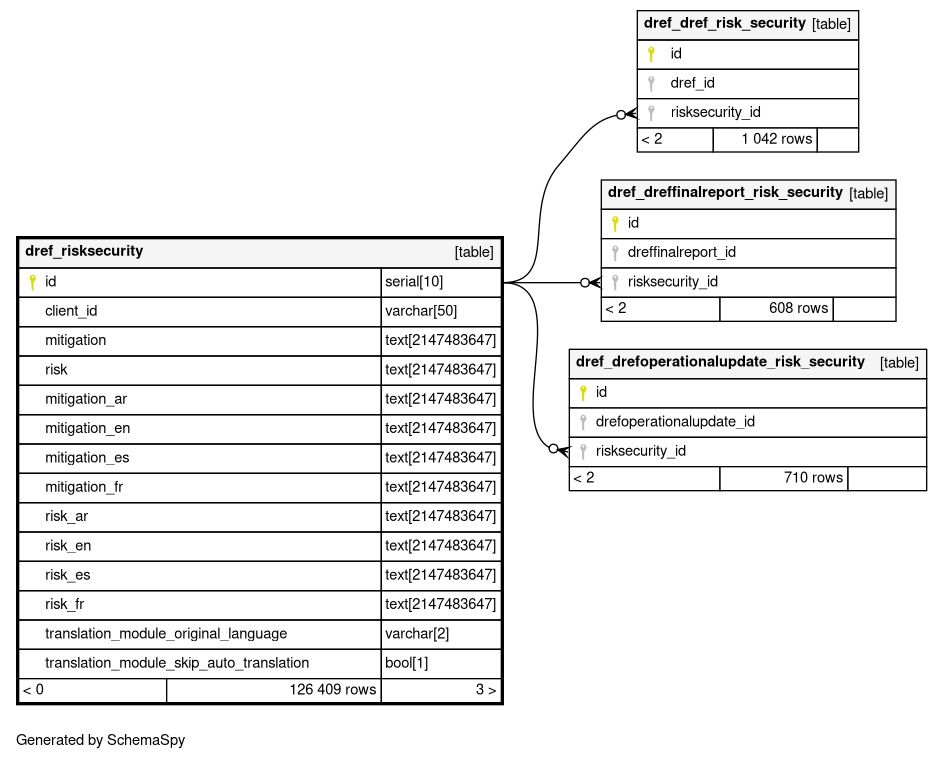 dref_dref_risk_security [table]
id
dref_id
risksecurity_id
< 2 1 042 rows
dref_dreffinalreport_risk_security [table]
id
dreffinalreport_id
risksecurity_id
< 2 608 rows
dref_drefoperationalupdate_risk_security [table]
id
drefoperationalupdate_id
risksecurity_id
< 2 710 rows
dref_risksecurity [table]
id serial[10]
client_id varchar[50]
mitigation text[2147483647]
risk text[2147483647]
mitigation_ar text[2147483647]
mitigation_en text[2147483647]
mitigation_es text[2147483647]
mitigation_fr text[2147483647]
risk_ar text[2147483647]
risk_en text[2147483647]
risk_es text[2147483647]
risk_fr text[2147483647]
translation_module_original_language varchar[2]
translation_module_skip_auto_translation bool[1]
< 0 126 409 rows 3 >
Generated by SchemaSpy